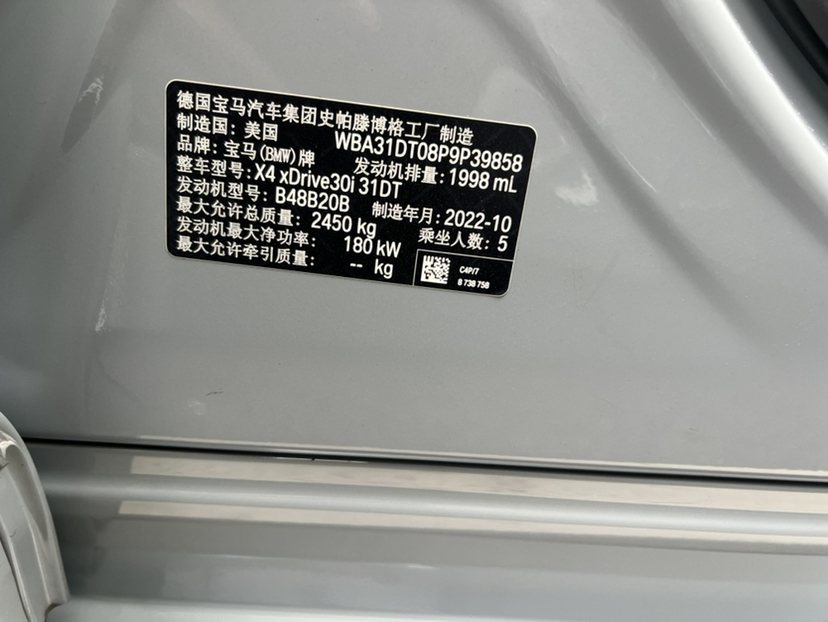 德国宝马汽车集团史帕滕博格工厂制造
制造国: 美国 WBA31DT08P9P39858
品牌: 宝马(BMW)牌 发动机排量: 1998 mL
整车型号: X4 xDrive30i 31DT
发动机型号: B48B20B 制造年月: 2022-10
最大允许总质量: 2450 kg 乘坐人数: 5
发动机最大净功率: 180 kW
最大允许牵引质量: -- kg
C4P/7
8 738 758